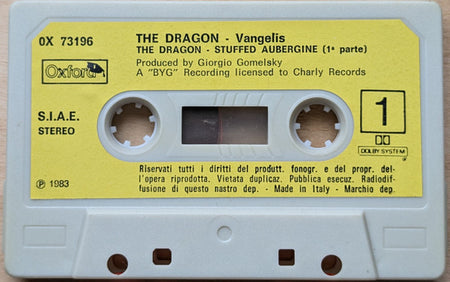 OX 73196
THE DRAGON - Vangelis
THE DRAGON - STUFFED AUBERGINE (1ª parte)
Oxford
Produced by Giorgio Gomelsky
A "BYG" Recording licensed to Charly Records
S.I.A.E.
STEREO
1
DOLBY SYSTEM
Riservati tutti i diritti del produtt. fonogr. e del propr. del-
l'opera riprodotta. Vietata duplicaz. Pubblica esecuz. Radiodif-
fusione di questo nastro dep. - Made in Italy - Marchio dep.
℗ 1983